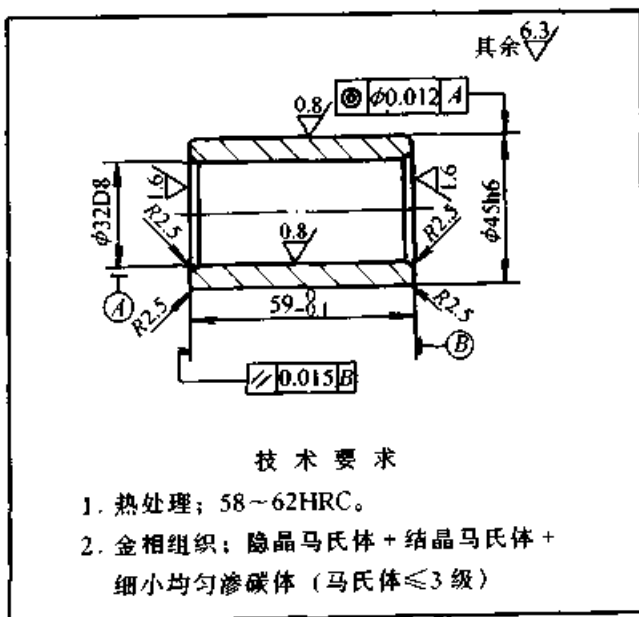 其余 6.3
◎ φ0.012 A
0.8
1.6
1.6
φ32D8
φ45h6
R2.5
R2.5
0.8
A
R2.5
59-0 0.1
R2.5
B
// 0.015 B
技术要求
1. 热处理；58～62HRC。
2. 金相组织；隐晶马氏体 + 结晶马氏体 +
细小均匀渗碳体（马氏体≤3 级）